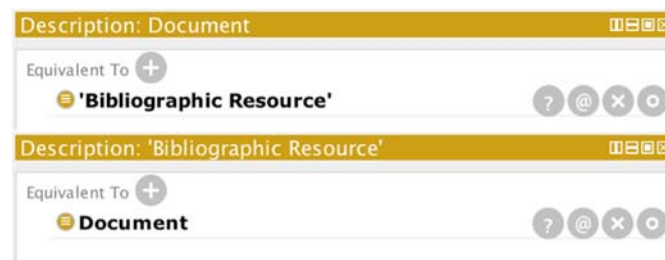 Description: Document
Equivalent To +
'Bibliographic Resource'
? @ × o
Description: 'Bibliographic Resource'
Equivalent To +
Document
? @ × o